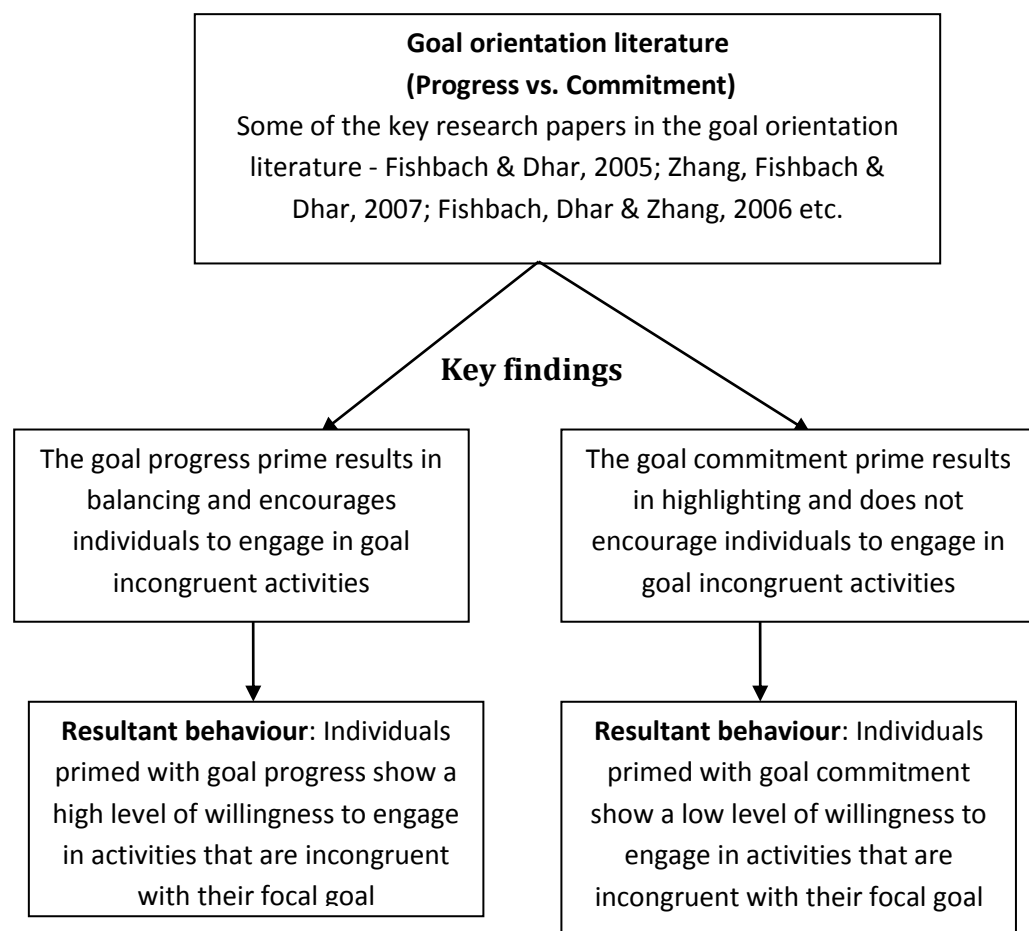 Goal orientation literature
(Progress vs. Commitment)
Some of the key research papers in the goal orientation
literature - Fishbach & Dhar, 2005; Zhang, Fishbach &
Dhar, 2007; Fishbach, Dhar & Zhang, 2006 etc.
Key findings
The goal progress prime results in
balancing and encourages
individuals to engage in goal
incongruent activities
The goal commitment prime results
in highlighting and does not
encourage individuals to engage in
goal incongruent activities
Resultant behaviour: Individuals
primed with goal progress show a
high level of willingness to engage
in activities that are incongruent
with their focal goal
Resultant behaviour: Individuals
primed with goal commitment
show a low level of willingness to
engage in activities that are
incongruent with their focal goal